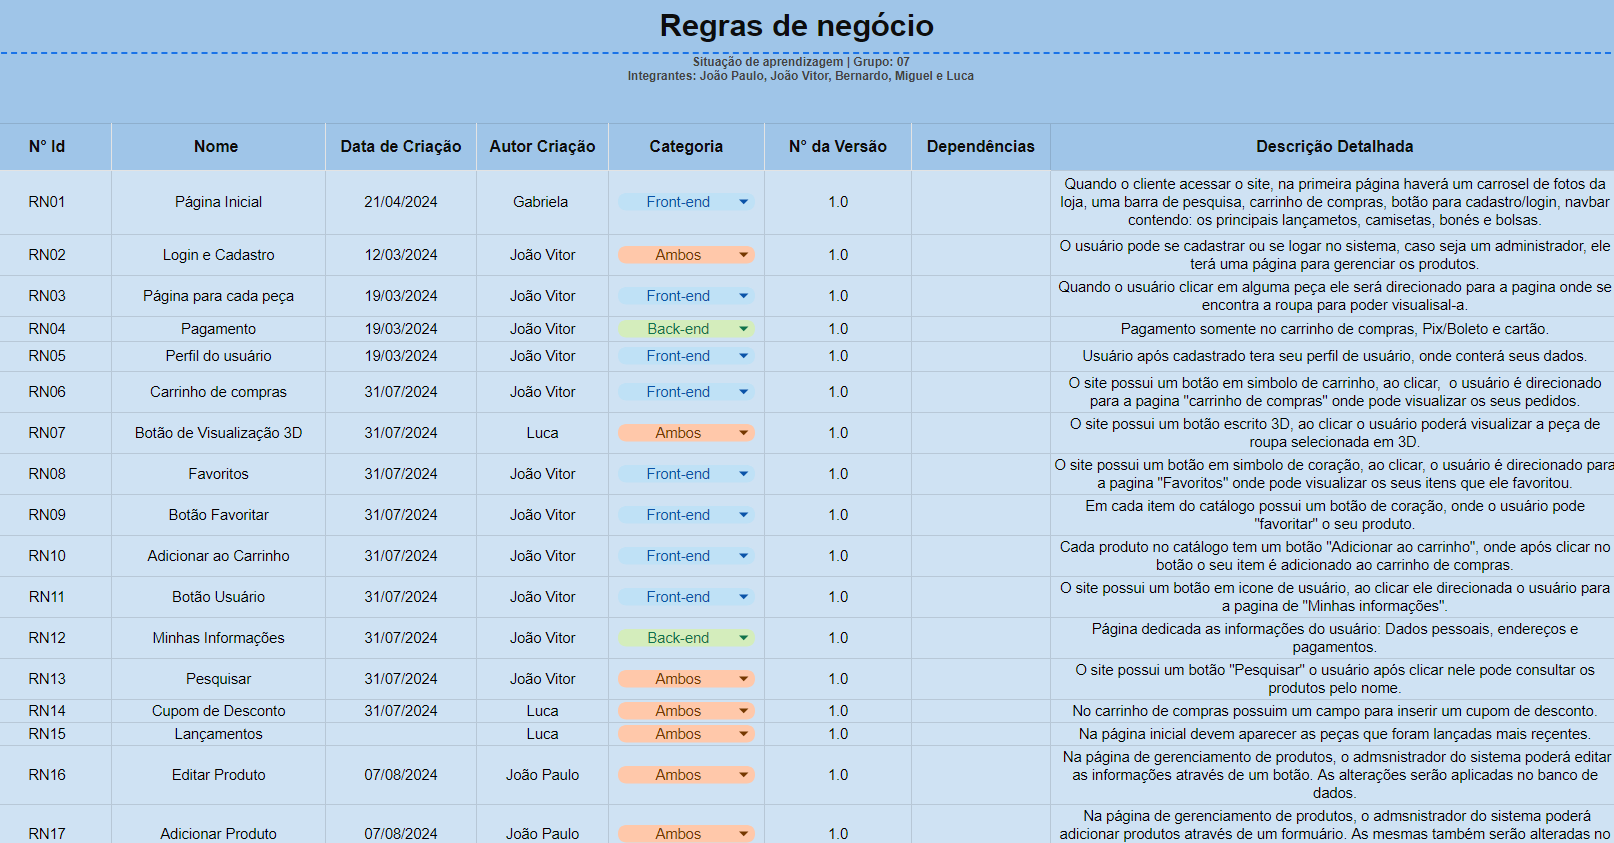 Regras de negócio
Situação de aprendizagem | Grupo: 07
Integrantes: João Paulo, João Vitor, Bernardo, Miguel e Luca
N° Id Nome Data de Criação Autor Criação Categoria N° da Versão Dependências Descrição Detalhada
RN01 Página Inicial 21/04/2024 Gabriela Front-end 1.0 Quando o cliente acessar o site, na primeira página haverá um carrosel de fotos da
loja, uma barra de pesquisa, carrinho de compras, botão para cadastro/login, navbar
contendo: os principais lançametos, camisetas, bonés e bolsas.
RN02 Login e Cadastro 12/03/2024 João Vitor Ambos 1.0 O usuário pode se cadastrar ou se logar no sistema, caso seja um administrador, ele
terá uma página para gerenciar os produtos.
RN03 Página para cada peça 19/03/2024 João Vitor Front-end 1.0 Quando o usuário clicar em alguma peça ele será direcionado para a pagina onde se
encontra a roupa para poder visualisal-a.
RN04 Pagamento 19/03/2024 João Vitor Back-end 1.0 Pagamento somente no carrinho de compras, Pix/Boleto e cartão.
RN05 Perfil do usuário 19/03/2024 João Vitor Front-end 1.0 Usuário após cadastrado tera seu perfil de usuário, onde conterá seus dados.
RN06 Carrinho de compras 31/07/2024 João Vitor Front-end 1.0 O site possui um botão em simbolo de carrinho, ao clicar, o usuário é direcionado
para a pagina "carrinho de compras" onde pode visualizar os seus pedidos.
RN07 Botão de Visualização 3D 31/07/2024 Luca Ambos 1.0 O site possui um botão escrito 3D, ao clicar o usuário poderá visualizar a peça de
roupa selecionada em 3D.
RN08 Favoritos 31/07/2024 João Vitor Front-end 1.0 O site possui um botão em simbolo de coração, ao clicar, o usuário é direcionado para
a pagina "Favoritos" onde pode visualizar os seus itens que ele favoritou.
RN09 Botão Favoritar 31/07/2024 João Vitor Front-end 1.0 Em cada item do catálogo possui um botão de coração, onde o usuário pode
"favoritar" o seu produto.
RN10 Adicionar ao Carrinho 31/07/2024 João Vitor Front-end 1.0 Cada produto no catálogo tem um botão "Adicionar ao carrinho", onde após clicar no
botão o seu item é adicionado ao carrinho de compras.
RN11 Botão Usuário 31/07/2024 João Vitor Front-end 1.0 O site possui um botão em icone de usuário, ao clicar ele direcionada o usuário para
a pagina de "Minhas informações".
RN12 Minhas Informações 31/07/2024 João Vitor Back-end 1.0 Página dedicada as informações do usuário: Dados pessoais, endereços e
pagamentos.
RN13 Pesquisar 31/07/2024 João Vitor Ambos 1.0 O site possui um botão "Pesquisar" o usuário após clicar nele pode consultar os
produtos pelo nome.
RN14 Cupom de Desconto 31/07/2024 Luca Ambos 1.0 No carrinho de compras possuim um campo para inserir um cupom de desconto.
RN15 Lançamentos Luca Ambos 1.0 Na página inicial devem aparecer as peças que foram lançadas mais reçentes.
RN16 Editar Produto 07/08/2024 João Paulo Ambos 1.0 Na página de gerenciamento de produtos, o admsnistrador do sistema poderá editar
as informações através de um botão. As alterações serão aplicadas no banco de
dados.
RN17 Adicionar Produto 07/08/2024 João Paulo Ambos 1.0 Na página de gerenciamento de produtos, o admsnistrador do sistema poderá
adicionar produtos através de um formuário. As mesmas também serão alteradas no